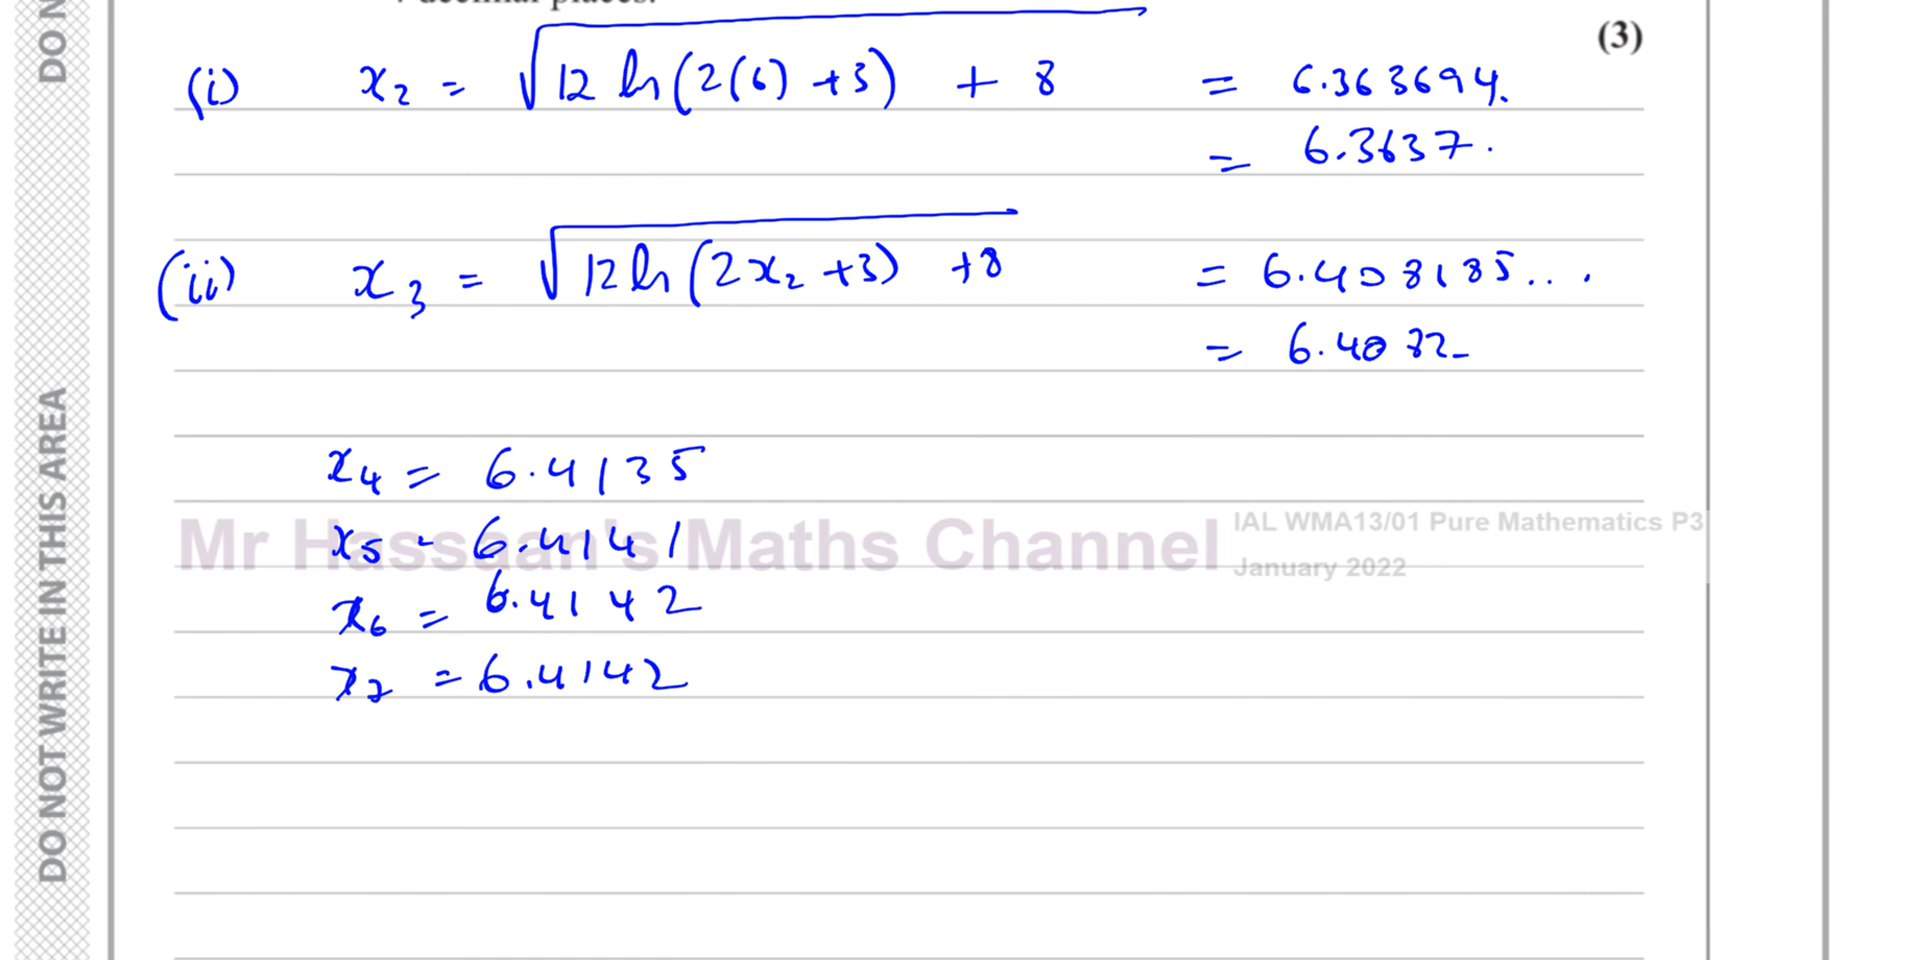 decimal places.
(3)
(i) x₂ = √(12 ln(2(6) +3) + 8) = 6.363694.
= 6.3637.
(ii) x₃ = √(12 ln(2x₂ +3) +8) = 6.408185...
= 6.4082
x₄ = 6.4135
x₅ = 6.4141
x₆ = 6.4142
x₇ = 6.4142
Mr Hassaan's Maths Channel
IAL WMA13/01 Pure Mathematics P3
January 2022
DO NOT WRITE IN THIS AREA
DO N